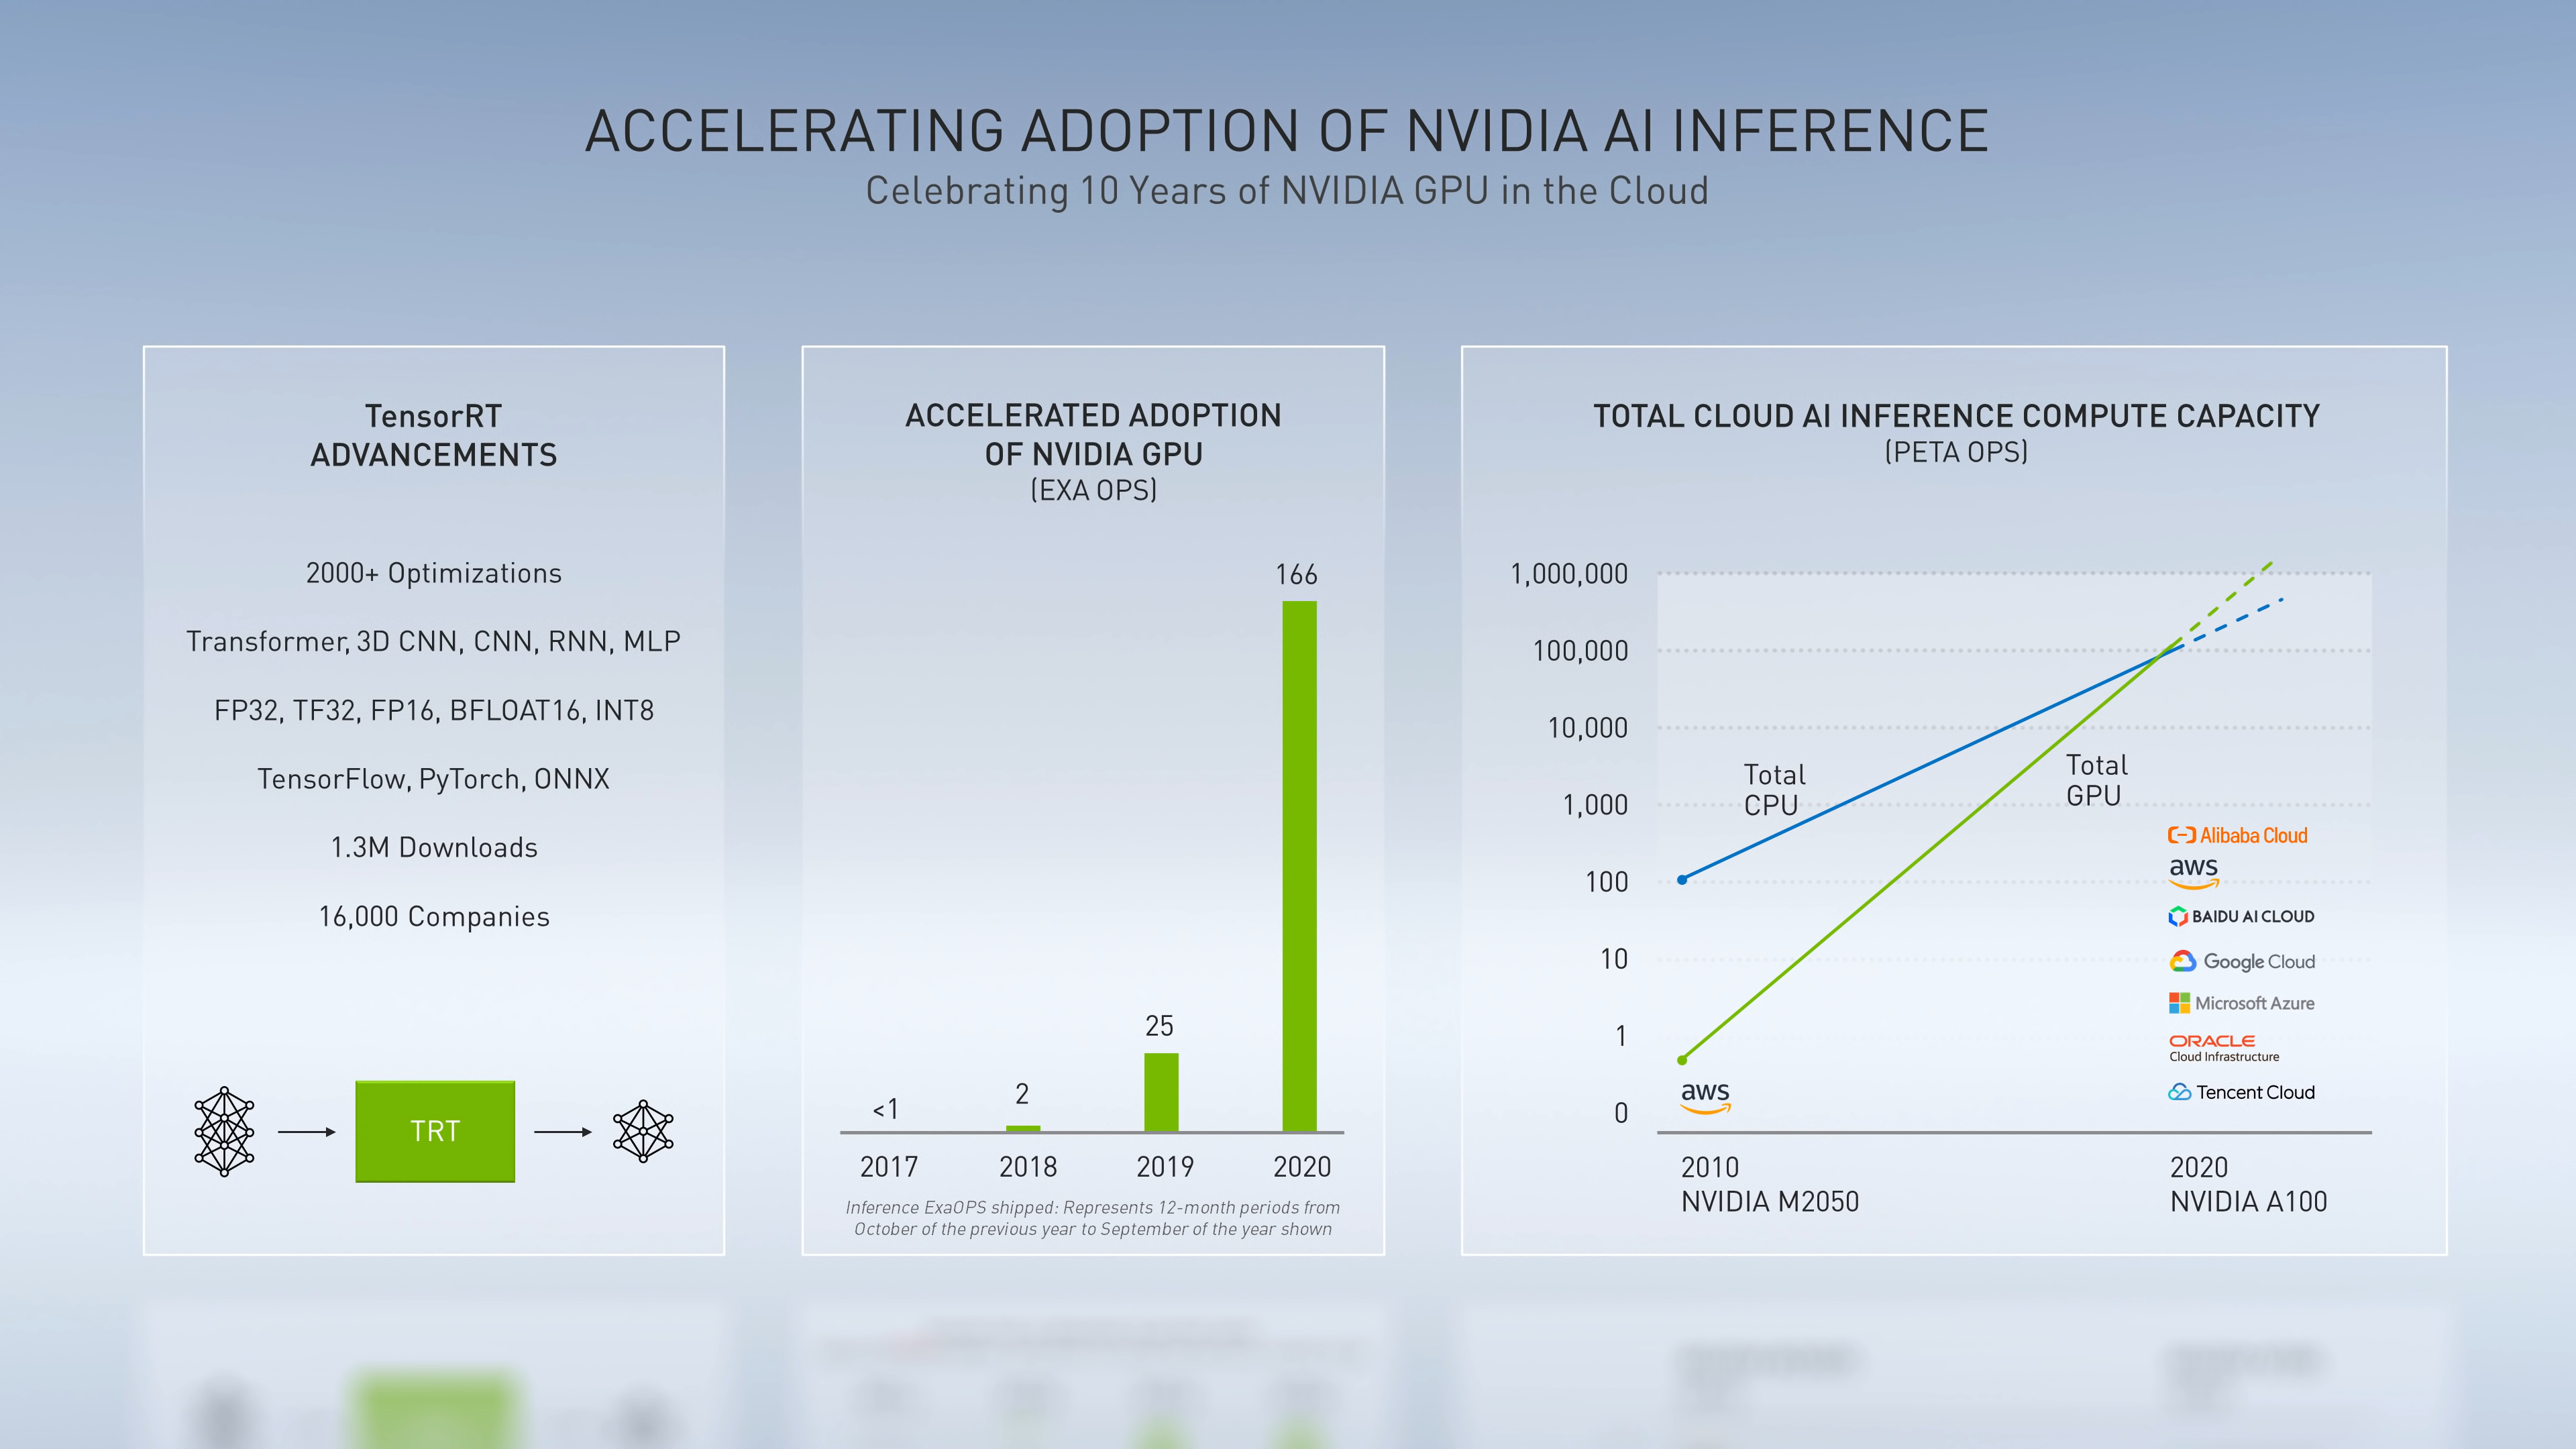 ACCELERATING ADOPTION OF NVIDIA AI INFERENCE
Celebrating 10 Years of NVIDIA GPU in the Cloud
TensorRT
ADVANCEMENTS
2000+ Optimizations
Transformer, 3D CNN, CNN, RNN, MLP
FP32, TF32, FP16, BFLOAT16, INT8
TensorFlow, PyTorch, ONNX
1.3M Downloads
16,000 Companies
TRT
ACCELERATED ADOPTION
OF NVIDIA GPU
(EXA OPS)
166
25
2
<1
2017 2018 2019 2020
Inference ExaOPS shipped: Represents 12-month periods from
October of the previous year to September of the year shown
TOTAL CLOUD AI INFERENCE COMPUTE CAPACITY
(PETA OPS)
1,000,000
100,000
10,000
1,000
100
10
1
0
Total
CPU
Total
GPU
Alibaba Cloud
aws
BAIDU AI CLOUD
Google Cloud
Microsoft Azure
ORACLE
Cloud Infrastructure
Tencent Cloud
aws
2010
NVIDIA M2050
2020
NVIDIA A100